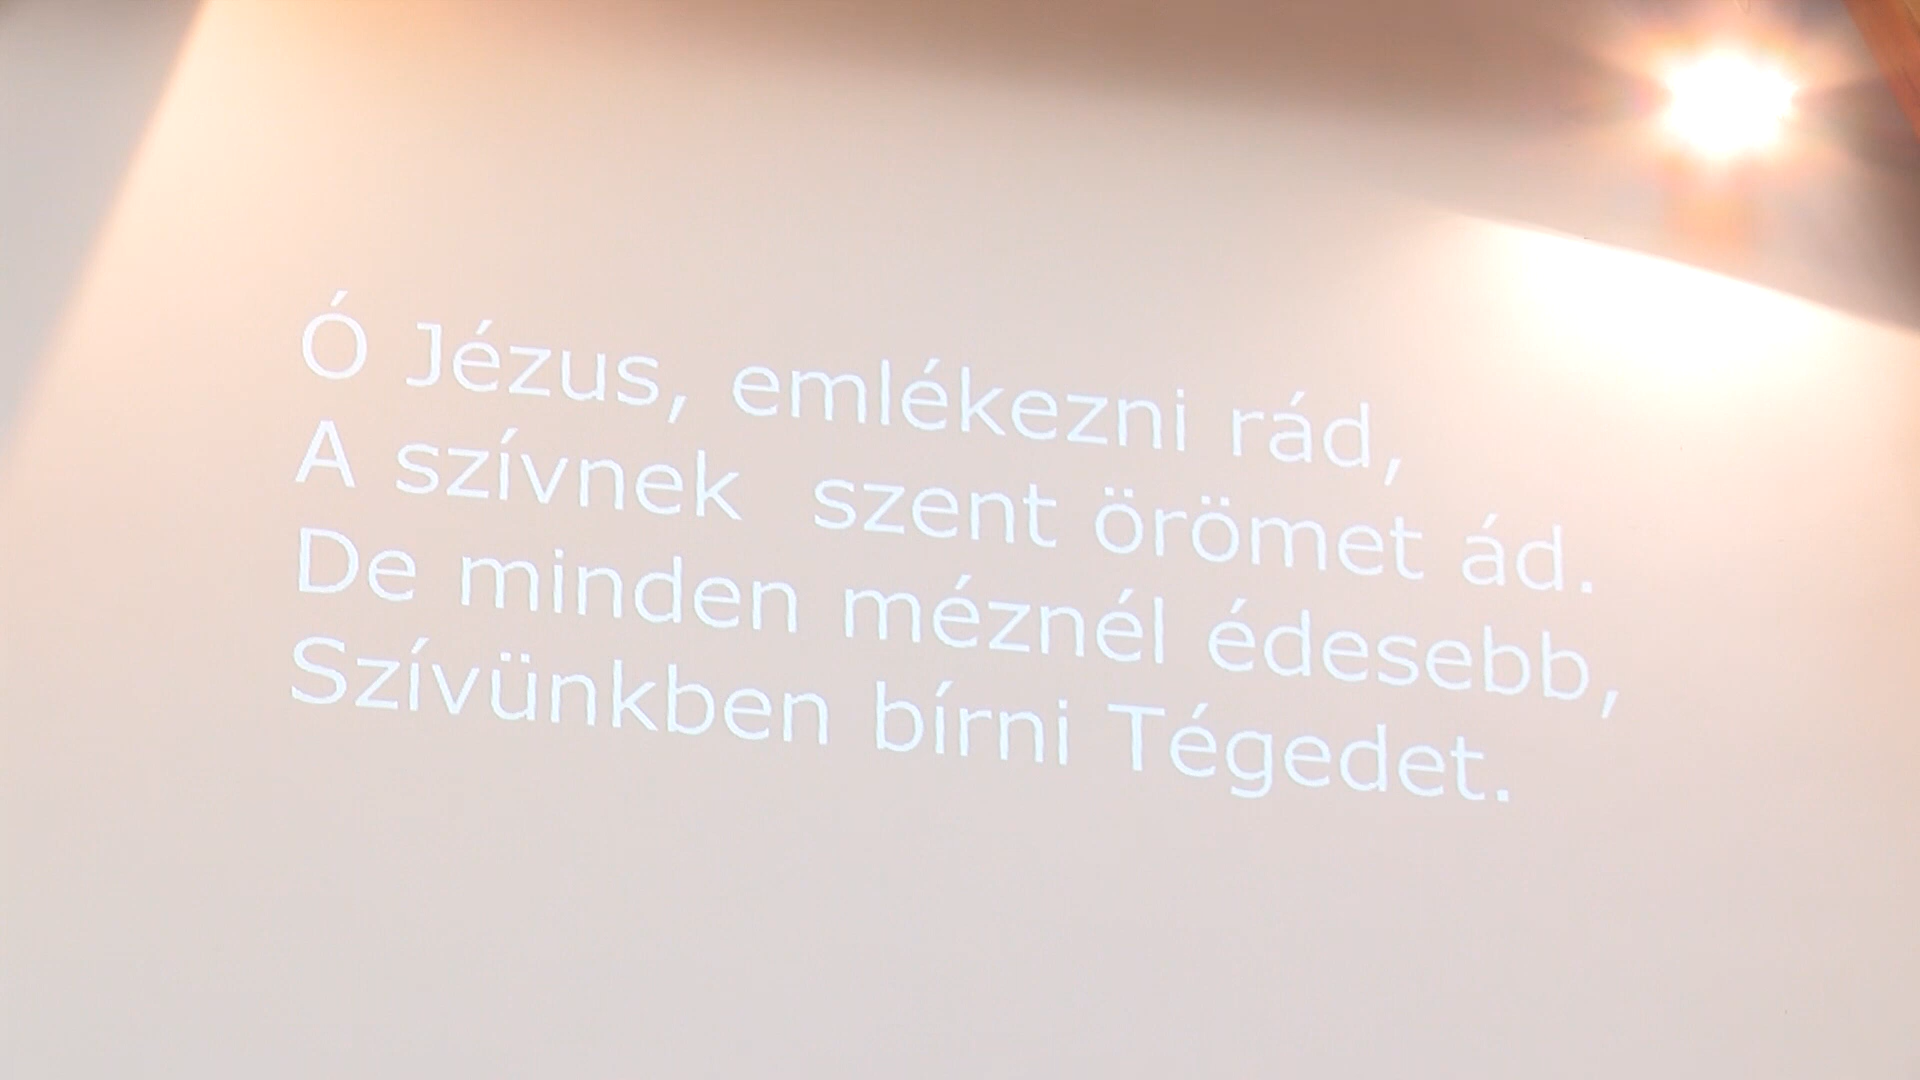 Ó Jézus, emlékezni rád,
A szívnek  szent örömet ád.
De minden méznél édesebb,
Szívünkben bírni Tégedet.